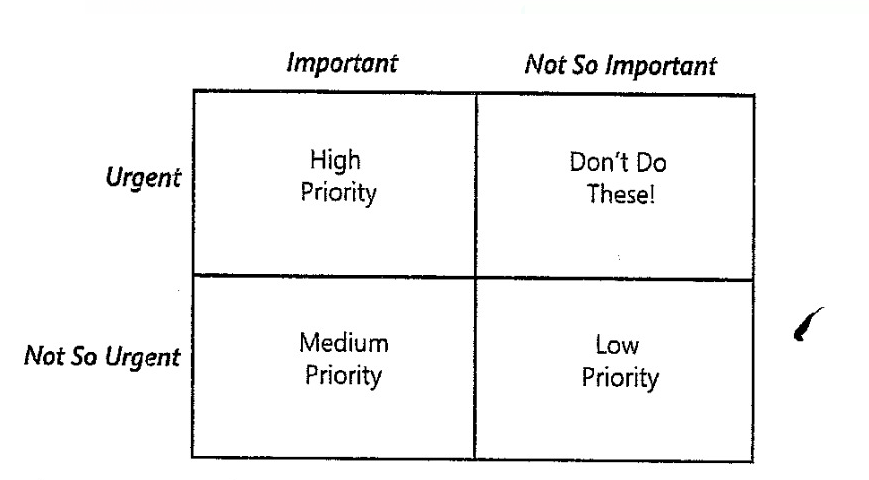 Important Not So Important
Urgent
High
Priority
Don't Do
These!
Not So Urgent
Medium
Priority
Low
Priority